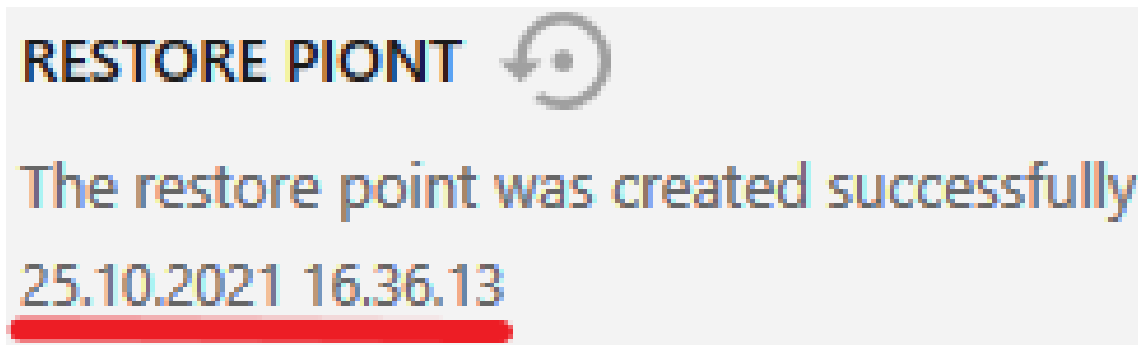 RESTORE PIONT
The restore point was created successfully
25.10.2021 16.36.13